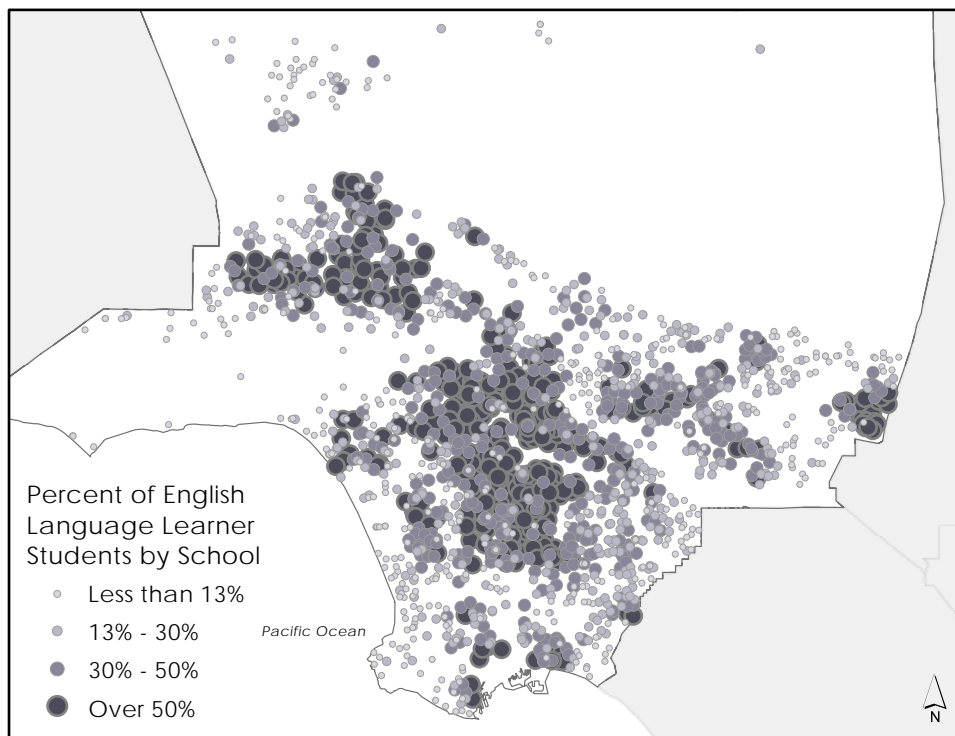 Percent of English
Language Learner
Students by School
Less than 13%
13% - 30%
30% - 50%
Over 50%
Pacific Ocean
N